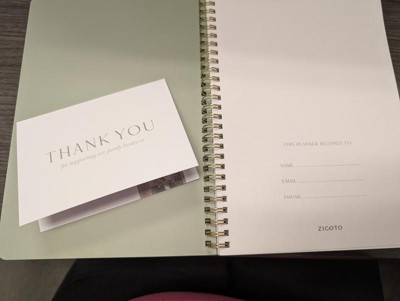 THANK YOU
for supporting our family business
THIS PLANNER BELONGS TO:
NAME
EMAIL
PHONE
ZICOTO